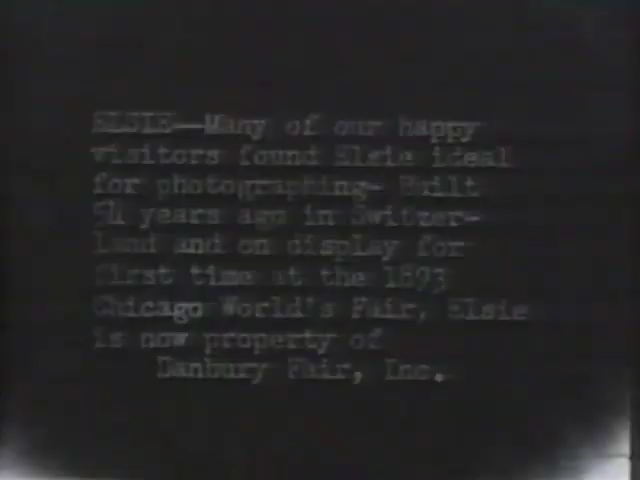 ELSIE--Many of our happy
visitors found Elsie ideal
for photographing- Built
years ago in Switzer-
land and on display for
first time at the 1893
Chicago World's Fair, Elsie
is now property of
Danbury Fair, Inc.